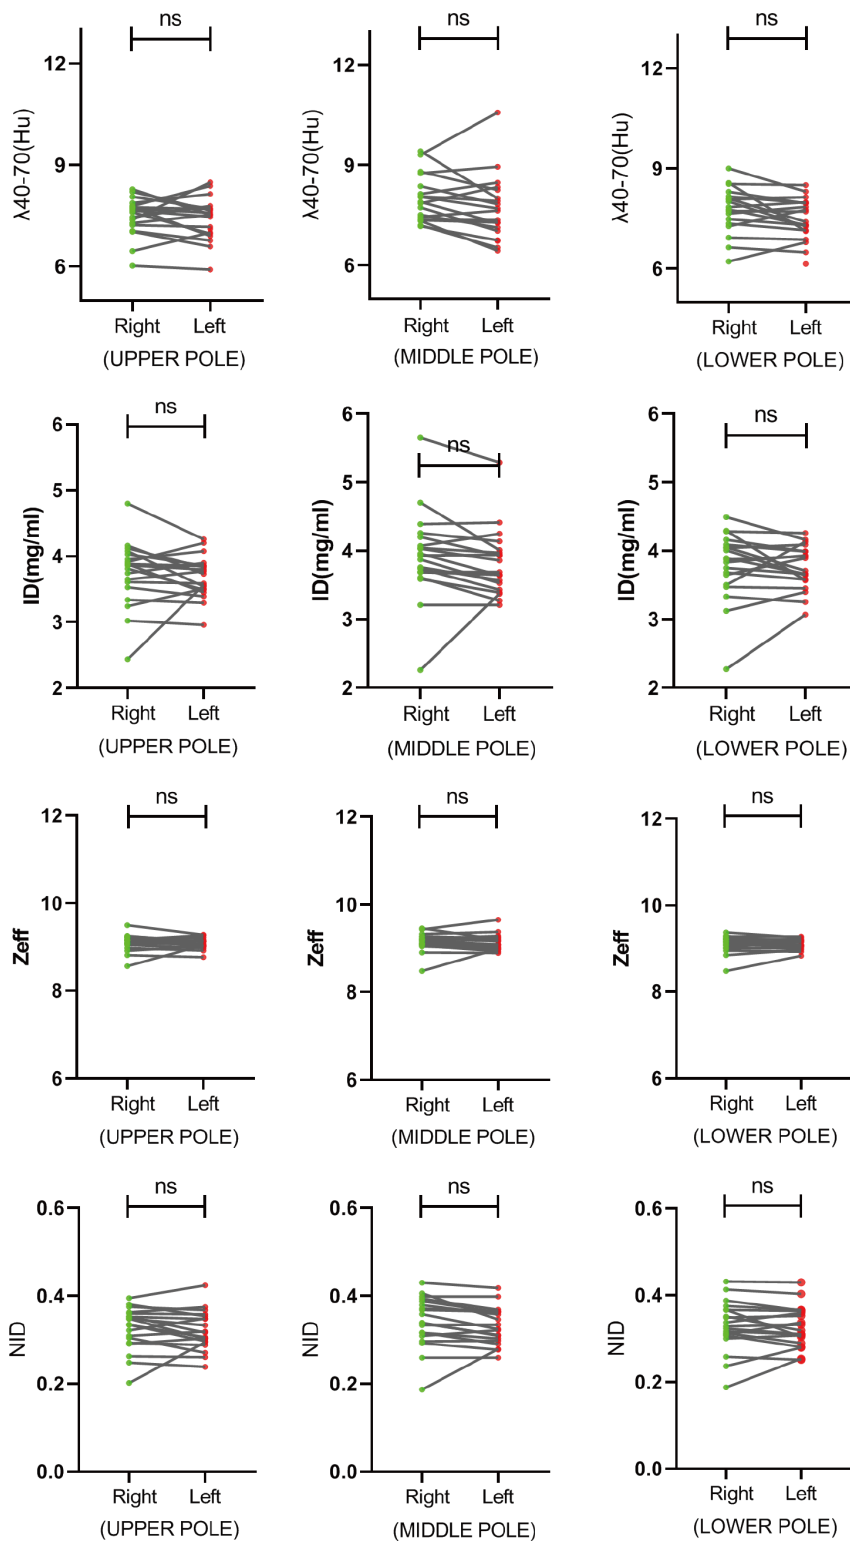 ns
λ40-70(Hu)
12
9
6
Right Left
(UPPER POLE)
ns
λ40-70(Hu)
12
9
6
Right Left
(MIDDLE POLE)
ns
λ40-70(Hu)
12
9
6
Right Left
(LOWER POLE)
ns
ID(mg/ml)
6
5
4
3
2
Right Left
(UPPER POLE)
ns
ID(mg/ml)
6
5
4
3
2
Right Left
(MIDDLE POLE)
ns
ID(mg/ml)
6
5
4
3
2
Right Left
(LOWER POLE)
ns
Zeff
12
10
8
6
Right Left
(UPPER POLE)
ns
Zeff
12
10
8
6
Right Left
(MIDDLE POLE)
ns
Zeff
12
10
8
6
Right Left
(LOWER POLE)
ns
NID
0.6
0.4
0.2
0.0
Right Left
(UPPER POLE)
ns
NID
0.6
0.4
0.2
0.0
Right Left
(MIDDLE POLE)
ns
NID
0.6
0.4
0.2
0.0
Right Left
(LOWER POLE)